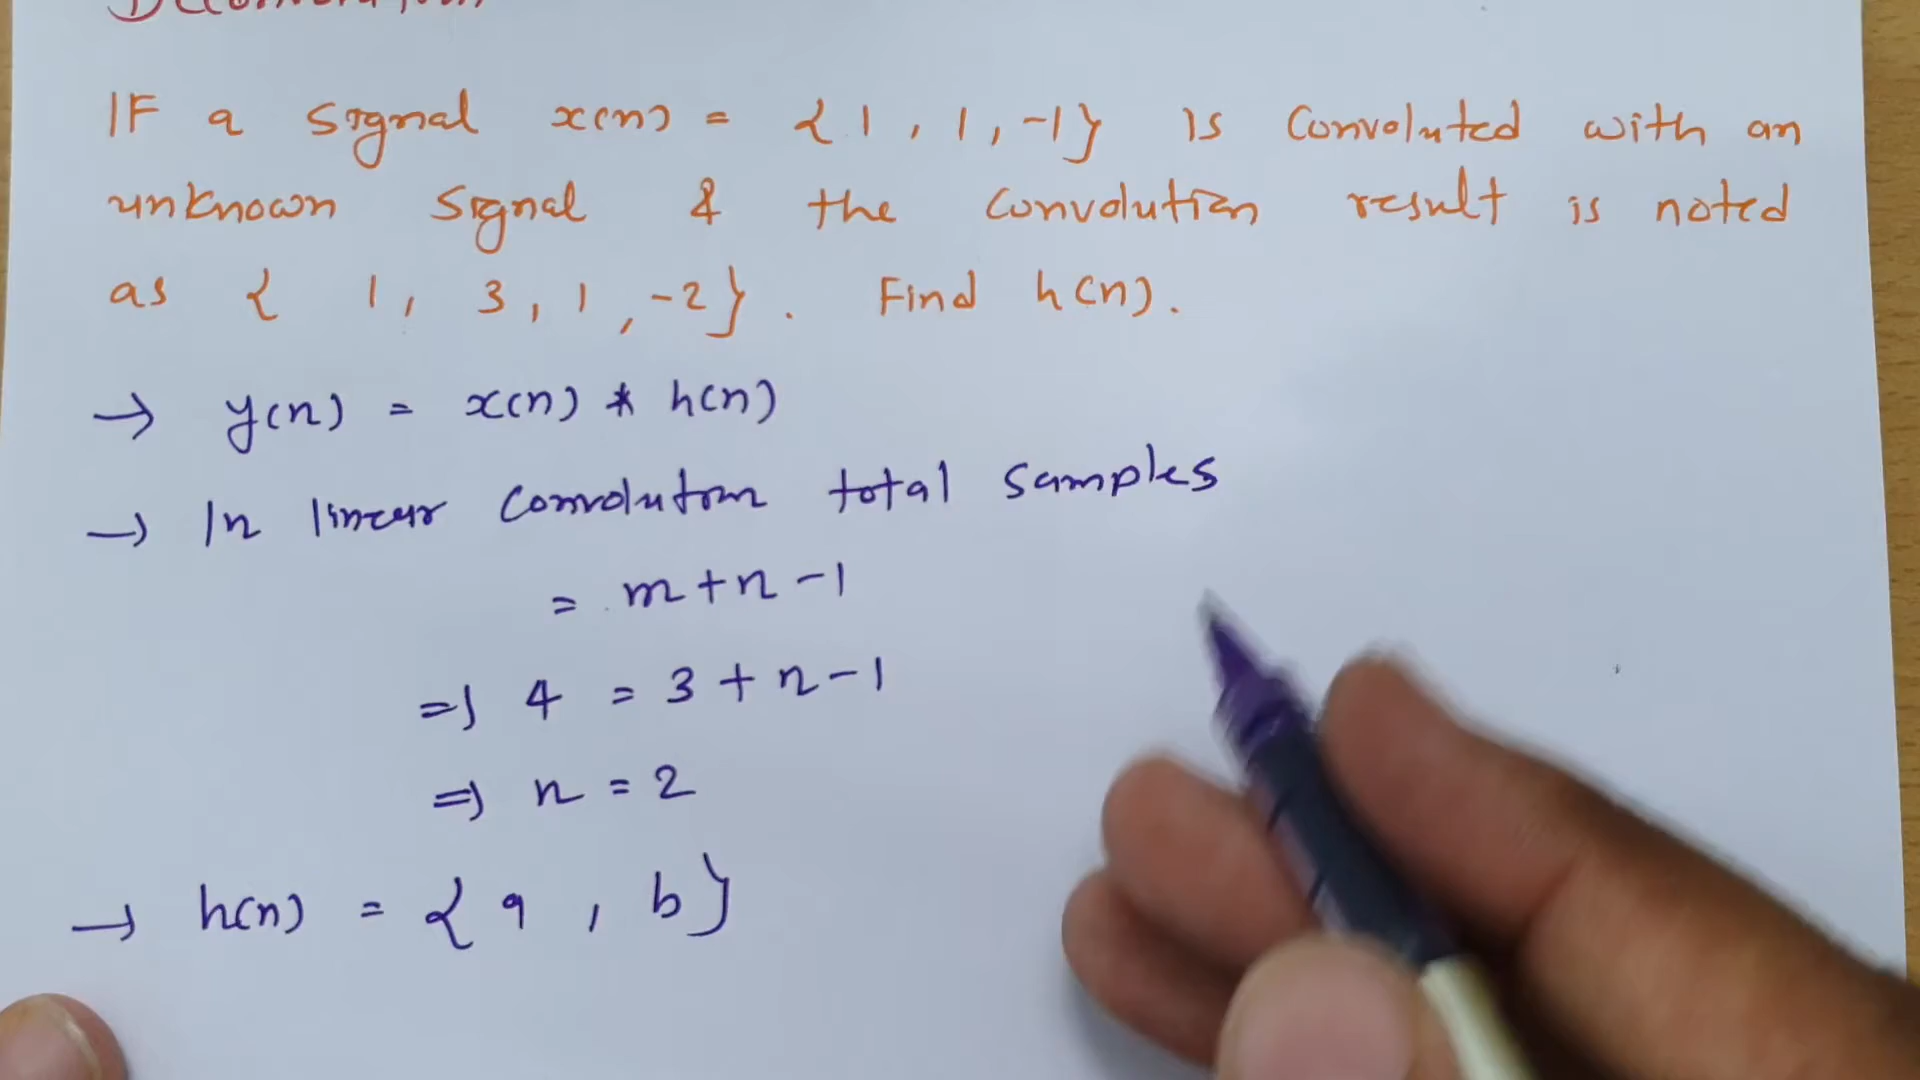 IF a signal x(n) = {1, 1, -1} is Convoluted with an
unknown signal & the convolution result is noted
as { 1, 3, 1, -2}. Find h(n).
→ y(n) = x(n) * h(n)
→ In linear convolution total samples
= m+n-1
⇒ 4 = 3+n-1
⇒ n = 2
→ h(n) = {a, b}